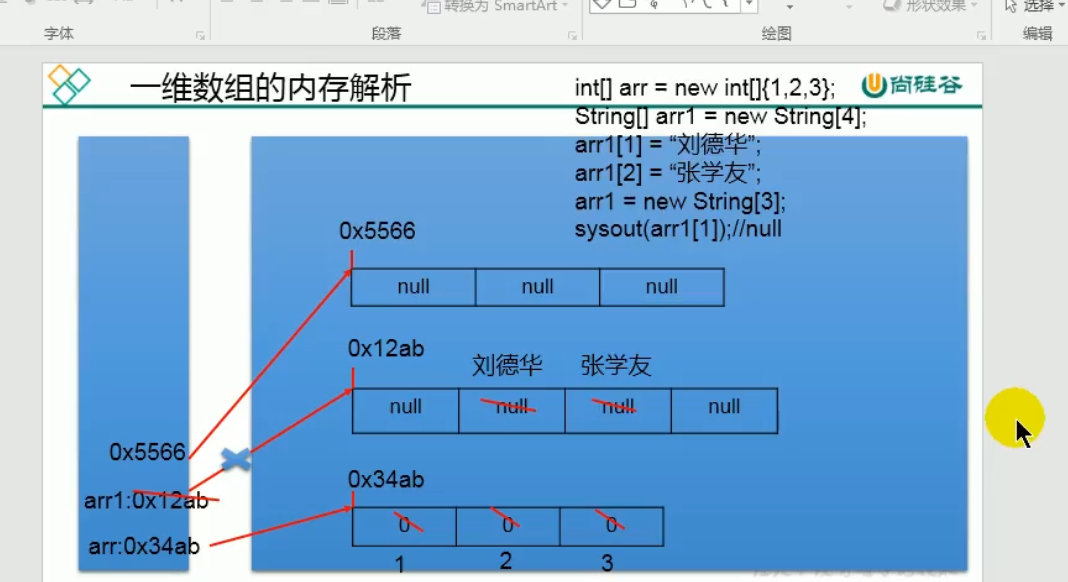 转换为 SmartArt
形状效果
选择
字体
段落
绘图
编辑
一维数组的内存解析
尚硅谷
int[] arr = new int[]{1,2,3};
String[] arr1 = new String[4];
arr1[1] = “刘德华”;
arr1[2] = “张学友”;
arr1 = new String[3];
sysout(arr1[1]);//null
0x5566
null null null
0x12ab
刘德华 张学友
null null null null
0x5566
0x34ab
arr1:0x12ab
0 0 0
arr:0x34ab
1 2 3